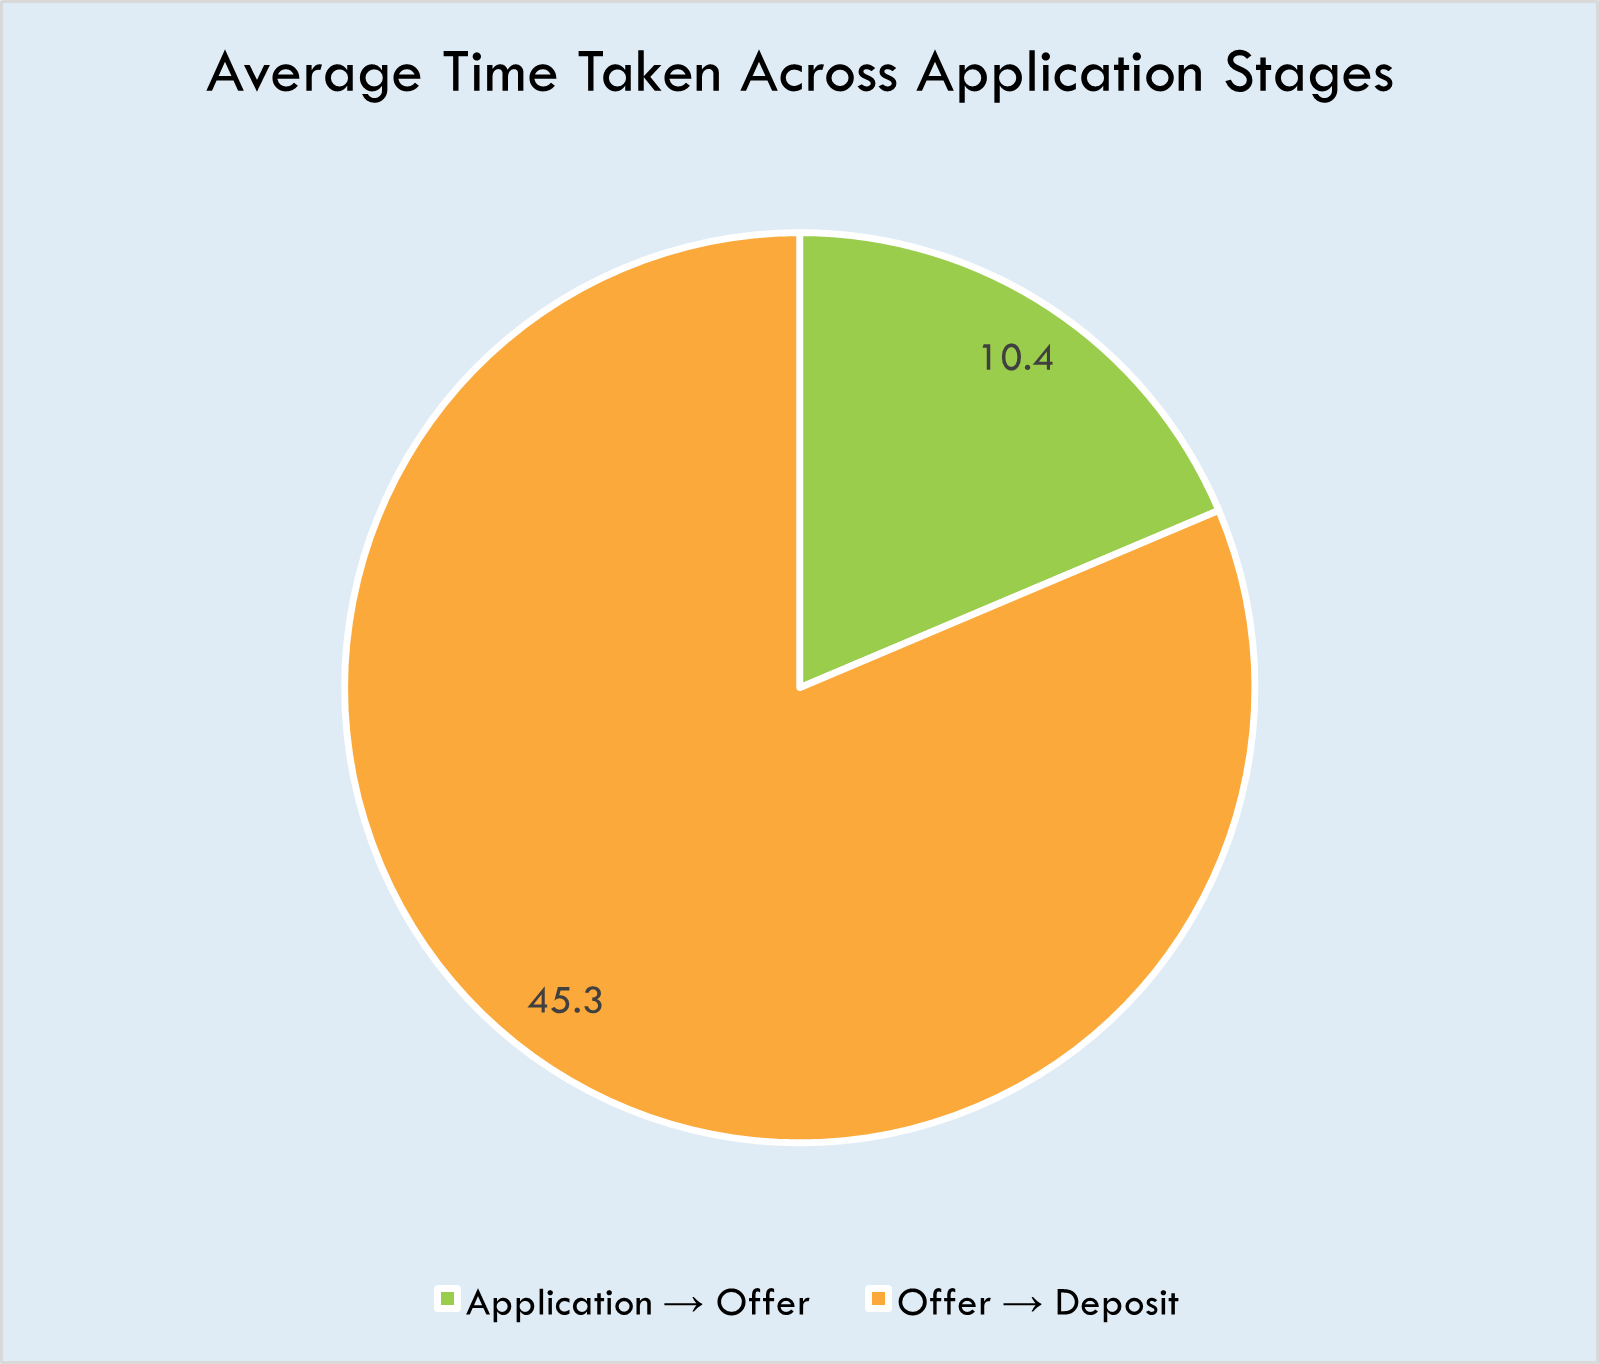 Average Time Taken Across Application Stages
10.4
45.3
Application → Offer
Offer → Deposit